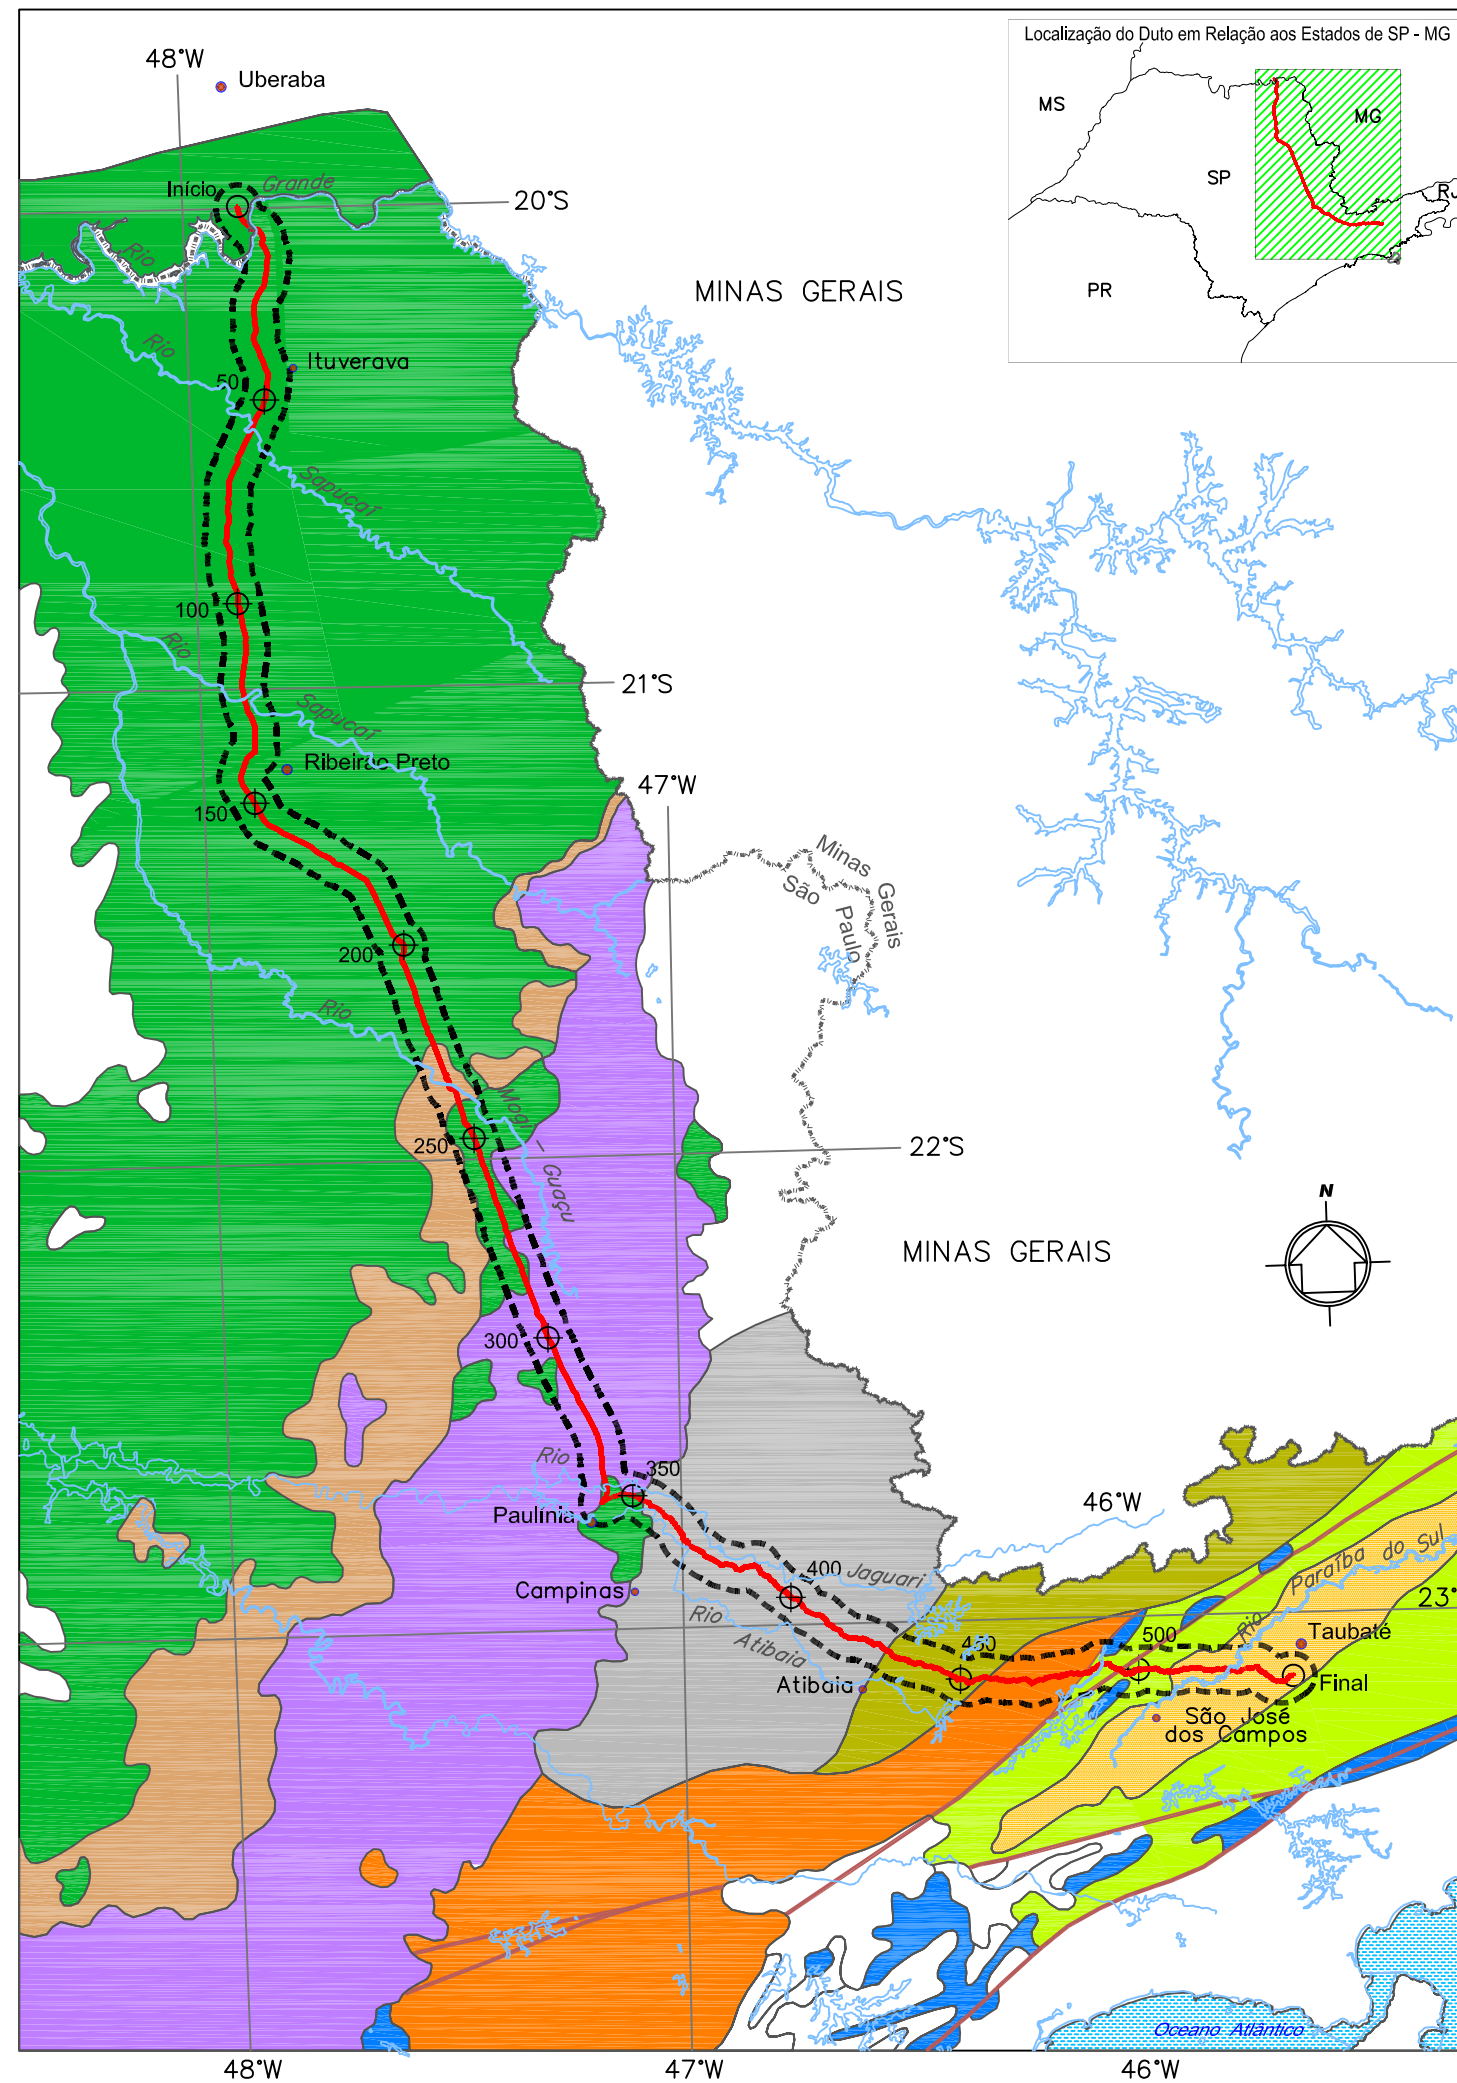 Localização do Duto em Relação aos Estados de SP - MG
MS
MG
SP
RJ
PR
48°W
Uberaba
Início
Grande
Rio
20°S
MINAS GERAIS
Rio
Ituverava
50
Sapucaí
100
Rio
21°S
Sapucaí
Ribeirão Preto
47°W
150
Minas
Gerais
São
Paulo
200
Rio
Mogi - Guaçu
250
22°S
N
MINAS GERAIS
300
Rio
350
46°W
Paulínia
Paraíba do Sul
400
Jaguari
Campinas
23°
Rio
Rio
Atibaia
450
500
Taubaté
Atibaia
Final
São José
dos Campos
Oceano Atlântico
48°W
47°W
46°W